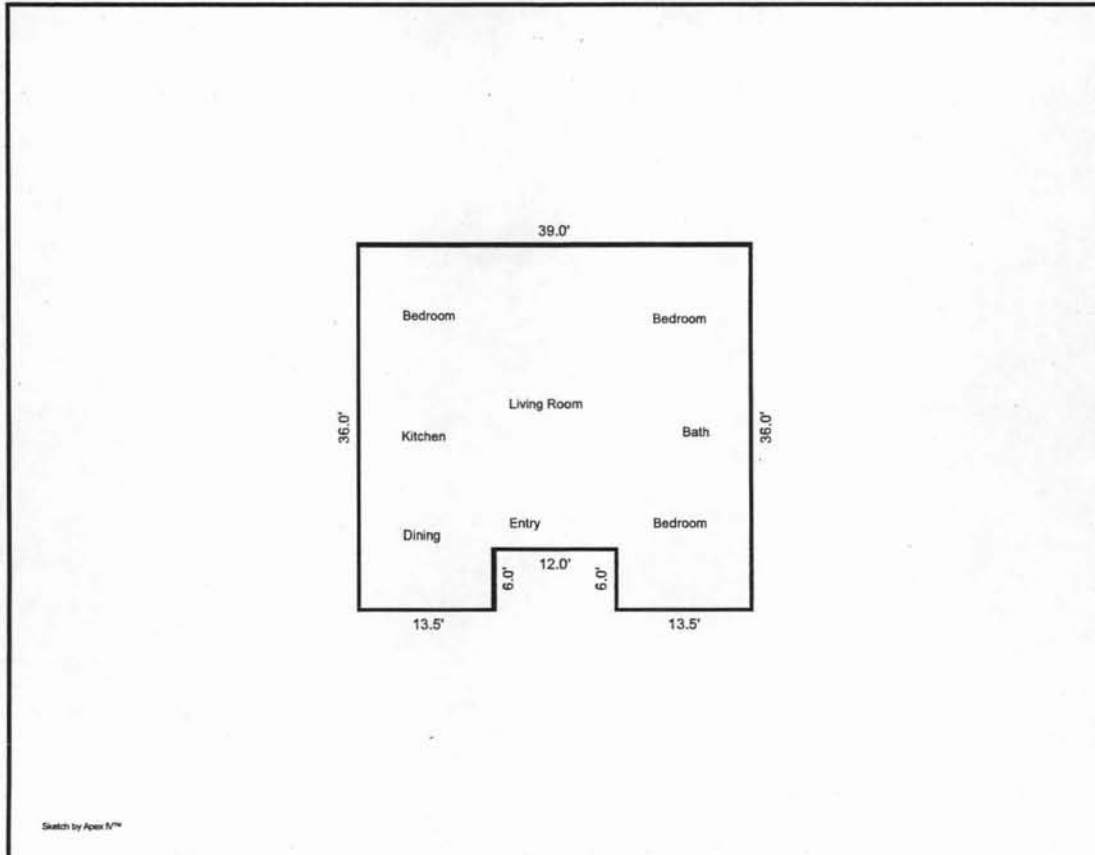 39.0'
Bedroom
Bedroom
Living Room
36.0'
Kitchen
Bath
36.0'
Entry
Bedroom
Dining
12.0'
6.0'
6.0'
13.5'
13.5'
Sketch by Apex IV™